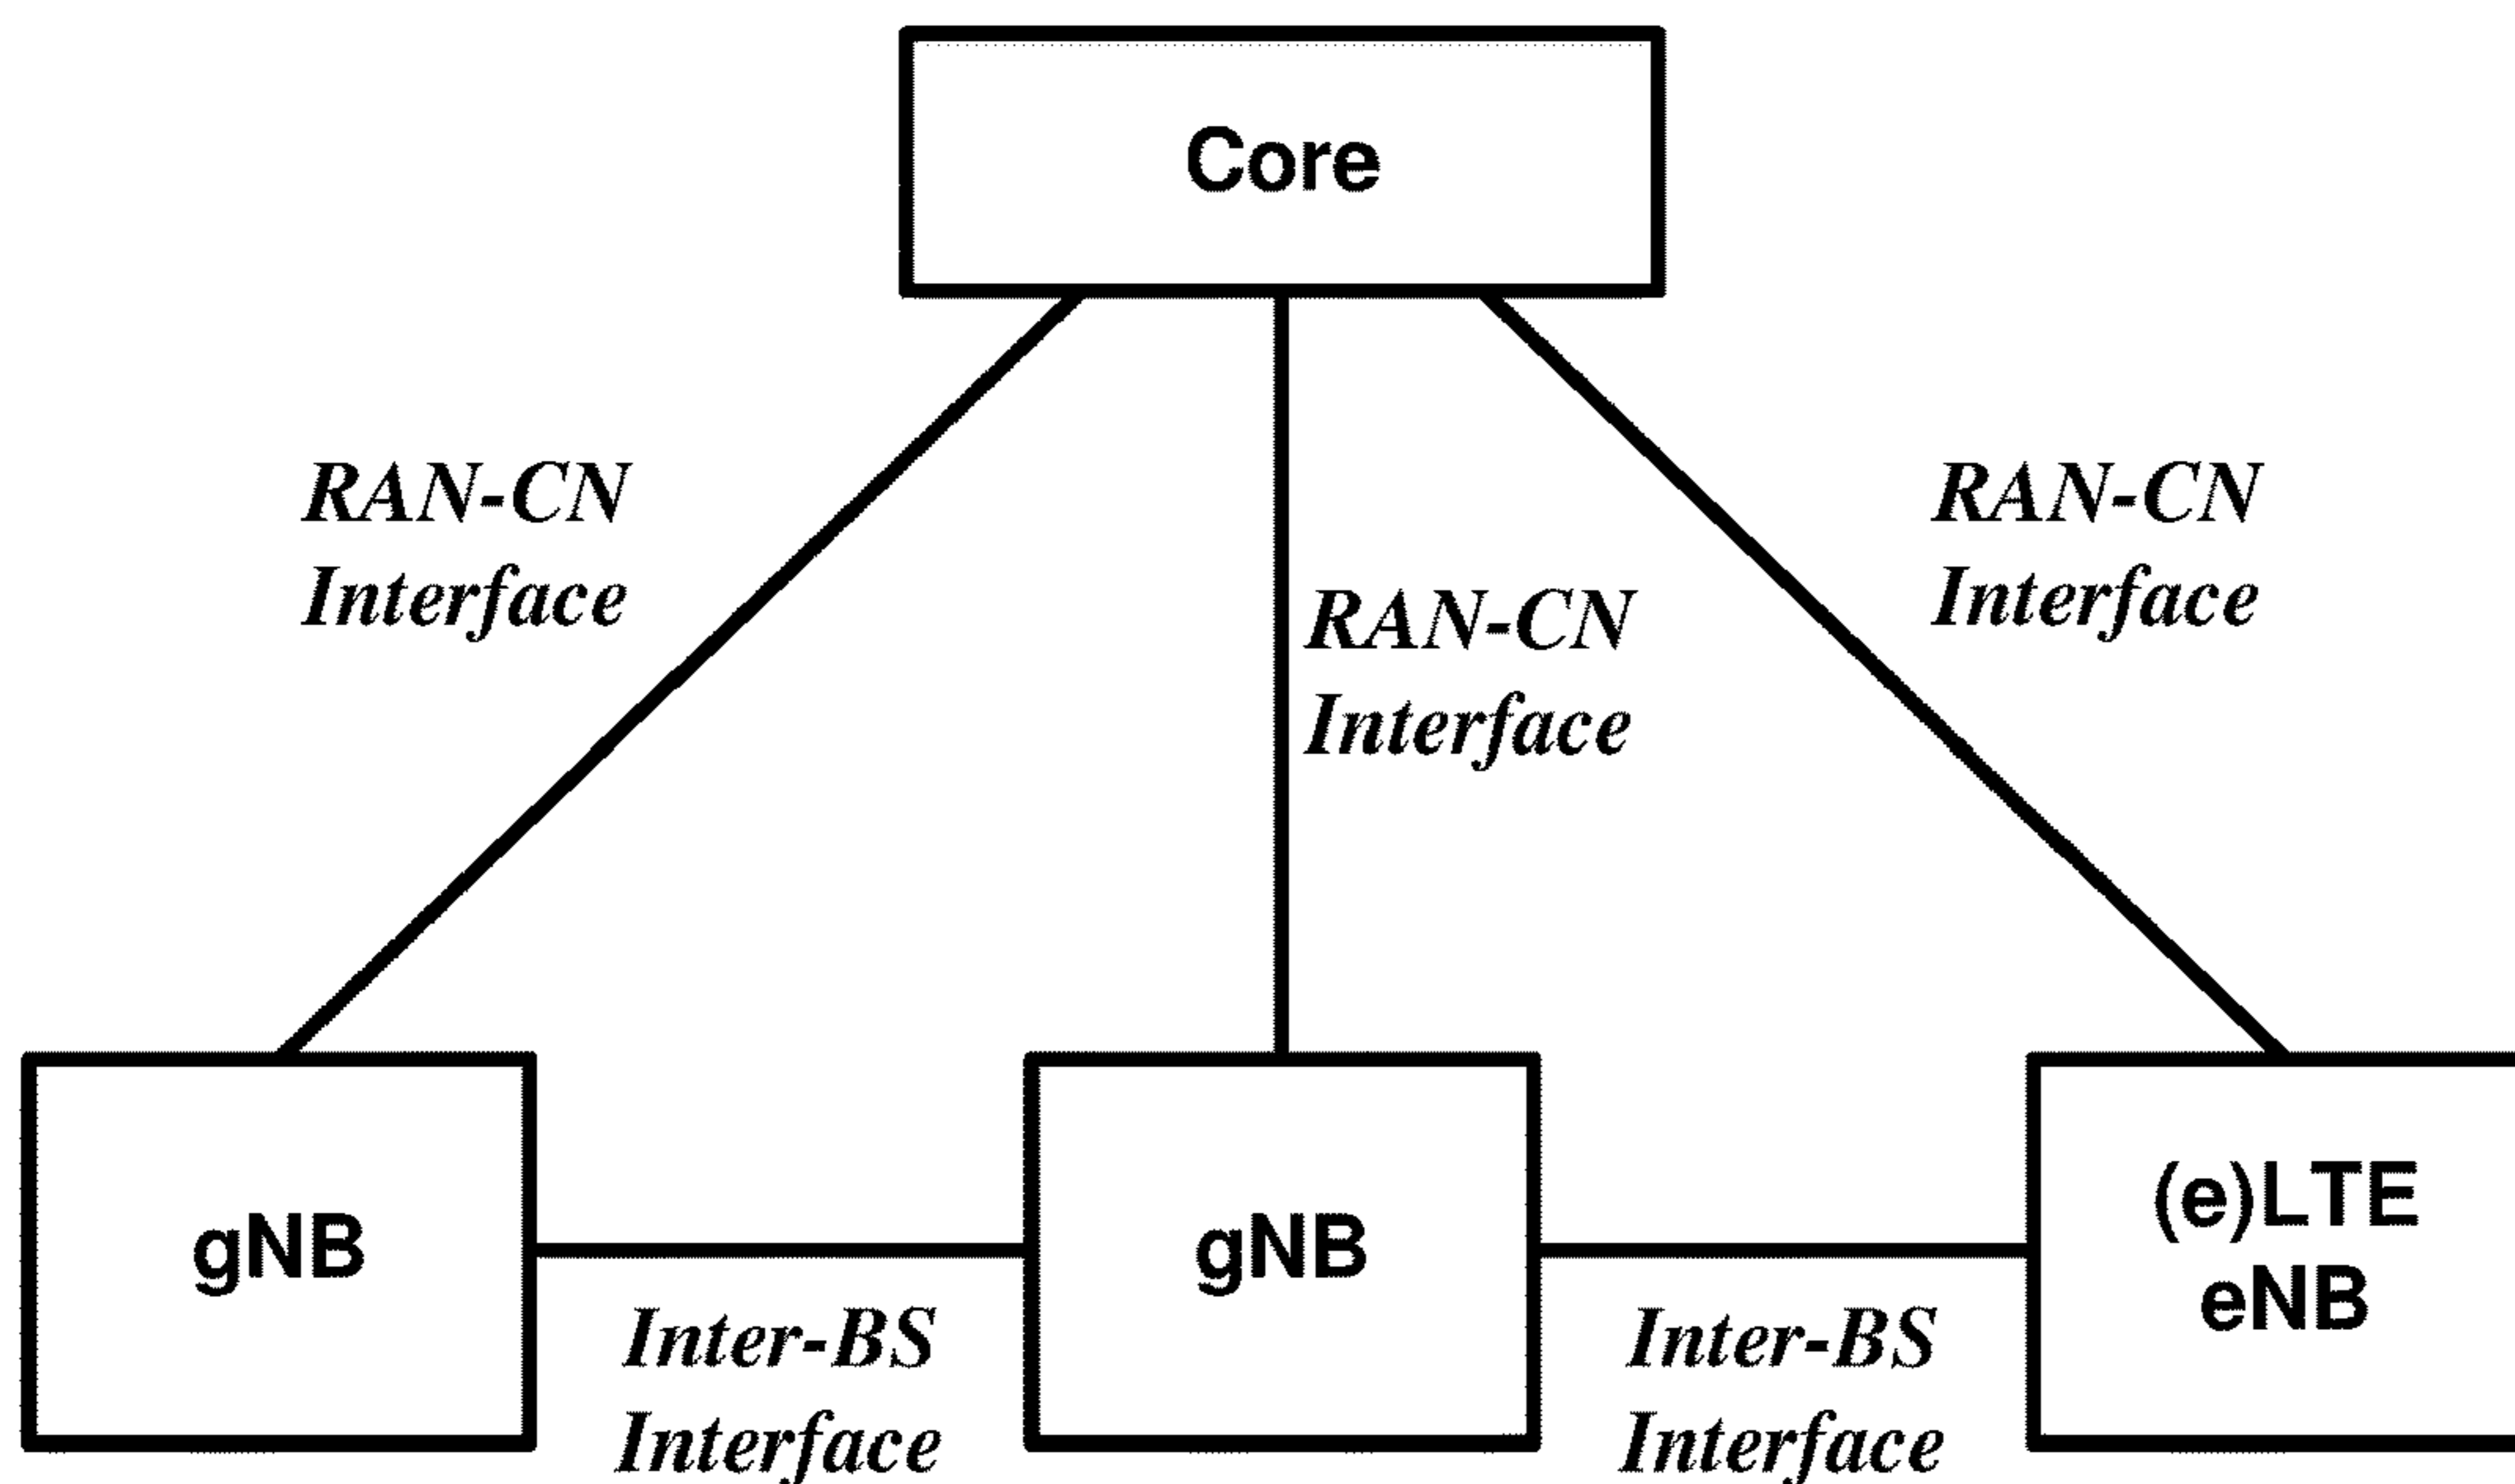 Core
RAN-CN
Interface
RAN-CN
Interface
RAN-CN
Interface
gNB
gNB
(e)LTE
eNB
Inter-BS
Interface
Inter-BS
Interface